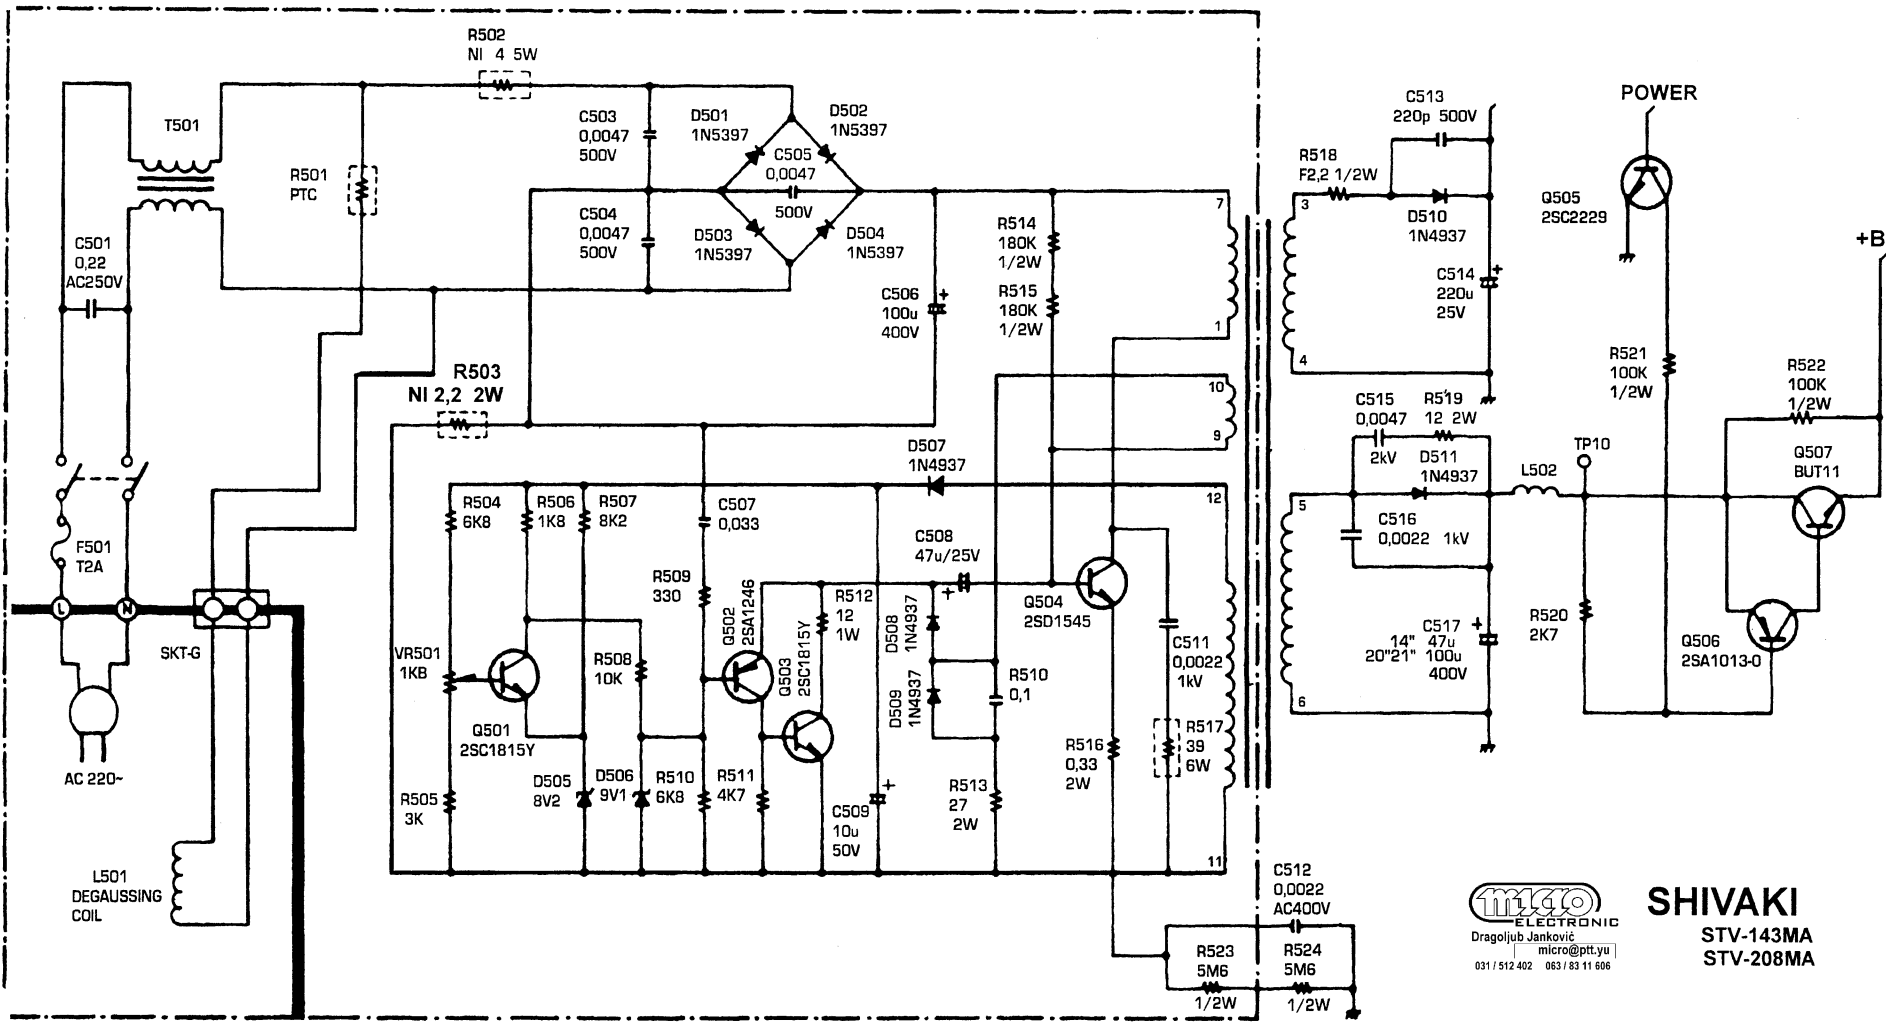 R502
NI 4 5W
T501
R501
PTC
C501
0,22
AC250V
C503
0,0047
500V
D501
1N5397
D502
1N5397
C505
0,0047
500V
C504
0,0047
500V
D503
1N5397
D504
1N5397
R503
NI 2,2 2W
C506
100u
400V
R514
180K
1/2W
R515
180K
1/2W
7
1
10
9
12
11
F501
T2A
L
N
SKT-G
AC 220~
L501
DEGAUSSING
COIL
R504
6K8
R506
1K8
R507
8K2
C507
0,033
D507
1N4937
C508
47u/25V
+
VR501
1KB
Q501
2SC1815Y
R508
10K
R509
330
Q502
2SA1246
Q503
2SC1815Y
R512
12
1W
D508
1N4937
D509
1N4937
R510
0,1
Q504
2SD1545
C511
0,0022
1kV
R517
39
6W
R516
0,33
2W
R505
3K
D505
8V2
D506
9V1
R510
6K8
R511
4K7
C509
10u
50V
+
R513
27
2W
C512
0,0022
AC400V
R523
5M6
1/2W
R524
5M6
1/2W
C513
220p 500V
R518
F2,2 1/2W
3
4
D510
1N4937
C514
220u
25V
+
POWER
Q505
2SC2229
+B
R521
100K
1/2W
R522
100K
1/2W
C515
0,0047
2kV
R519
12 2W
D511
1N4937
L502
TP10
Q507
BUT11
5
6
C516
0,0022 1kV
C517
14" 47u
20"21" 100u
400V
+
R520
2K7
Q506
2SA1013-0
micro
ELECTRONIC
Dragoljub Janković
micro@ptt.yu
031 / 512 402 063 / 83 11 606
SHIVAKI
STV-143MA
STV-208MA